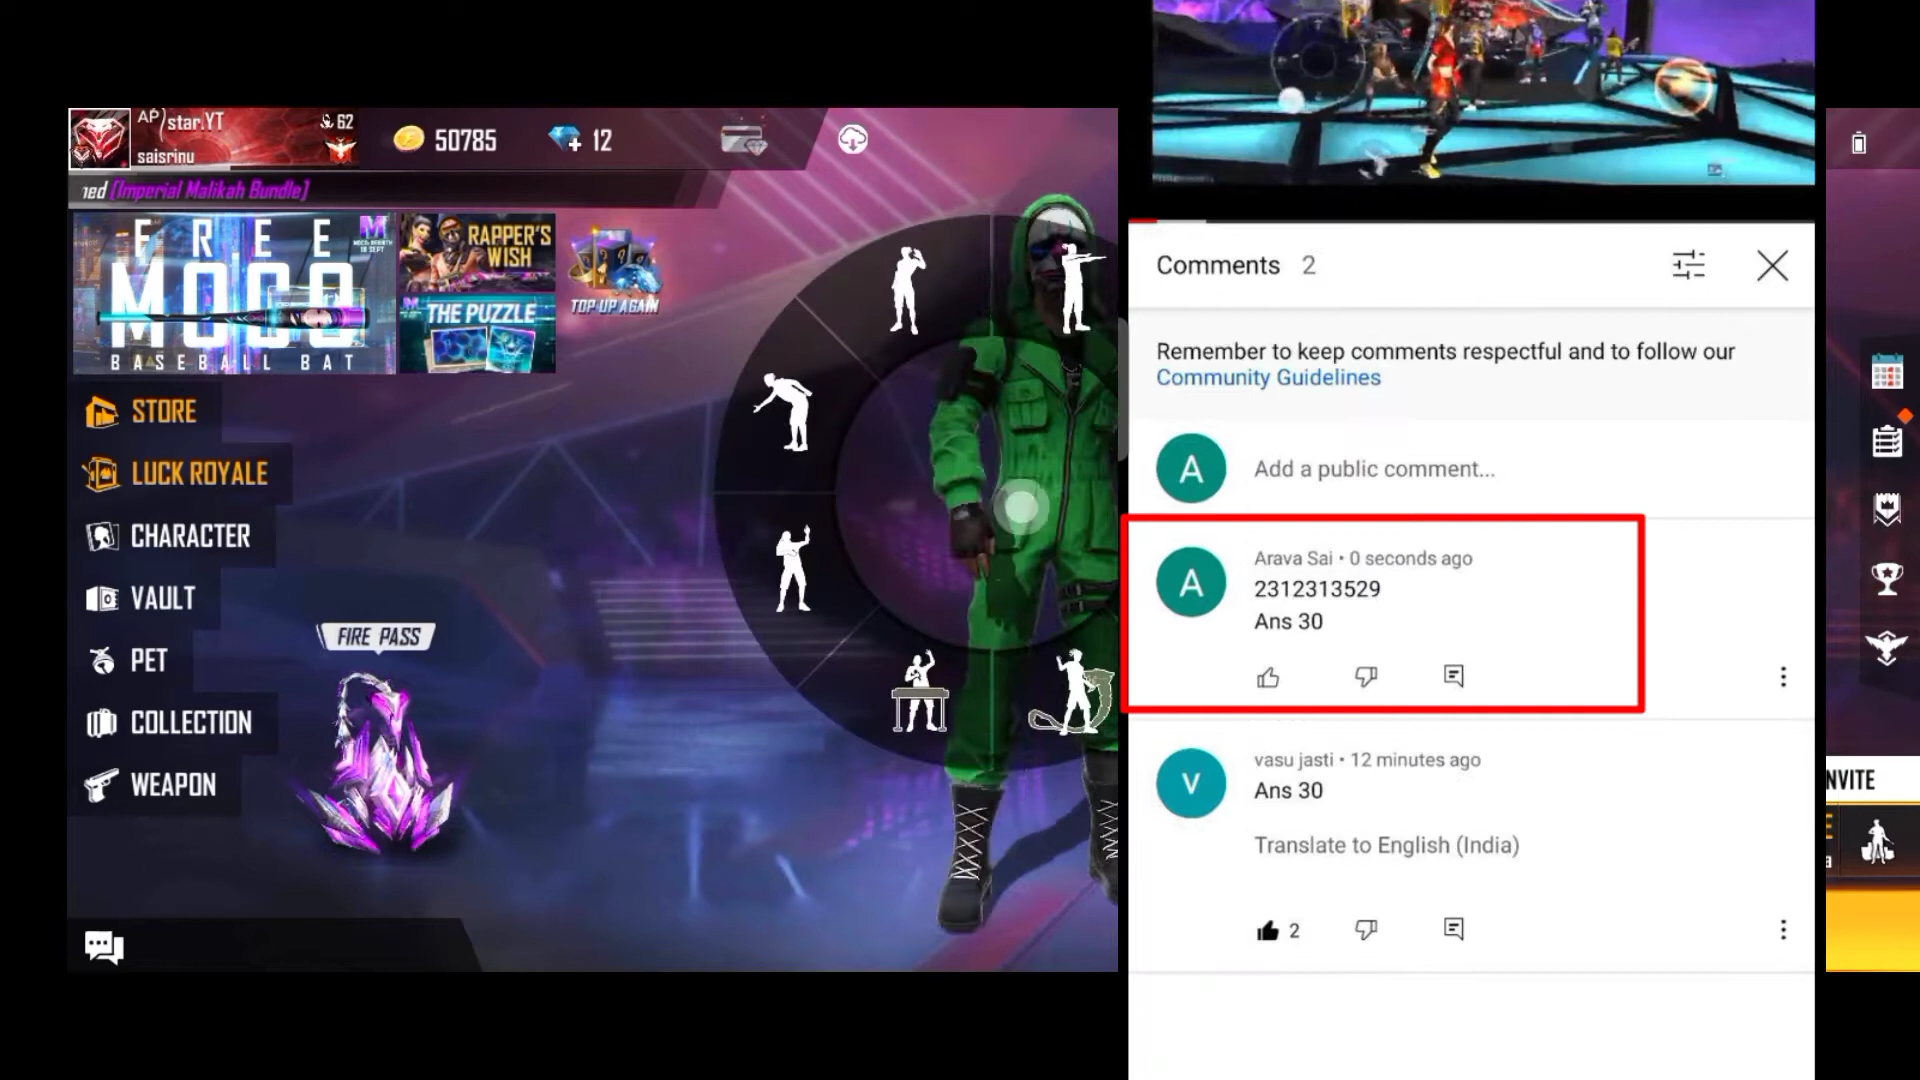 AP star.YT
62
saisrinu
50785
12
ned [Imperial Malikah Bundle]
FREE
MOCO
BASEBALL BAT
RAPPER'S
WISH
THE PUZZLE
TOP-UP AGAIN
STORE
LUCK ROYALE
CHARACTER
VAULT
PET
COLLECTION
WEAPON
FIRE PASS
Comments 2
Remember to keep comments respectful and to follow our
Community Guidelines
A
Add a public comment...
A
Arava Sai • 0 seconds ago
2312313529
Ans 30
V
vasu jasti • 12 minutes ago
Ans 30
Translate to English (India)
2
NVITE